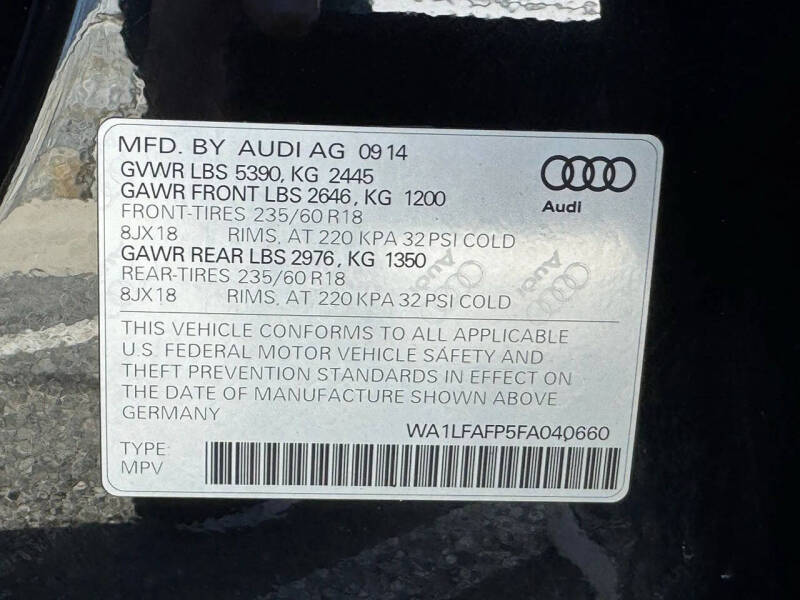 MFD. BY AUDI AG 0914
GVWR LBS 5390, KG 2445
GAWR FRONT LBS 2646, KG 1200
FRONT-TIRES 235/60 R18
8JX18 RIMS, AT 220 KPA 32 PSI COLD
GAWR REAR LBS 2976, KG 1350
REAR-TIRES 235/60 R18
8JX18 RIMS, AT 220 KPA 32 PSI COLD
Audi
Audi
Audi
THIS VEHICLE CONFORMS TO ALL APPLICABLE
U.S. FEDERAL MOTOR VEHICLE SAFETY AND
THEFT PREVENTION STANDARDS IN EFFECT ON
THE DATE OF MANUFACTURE SHOWN ABOVE
GERMANY
WA1LFAFP5FA040660
TYPE:
MPV